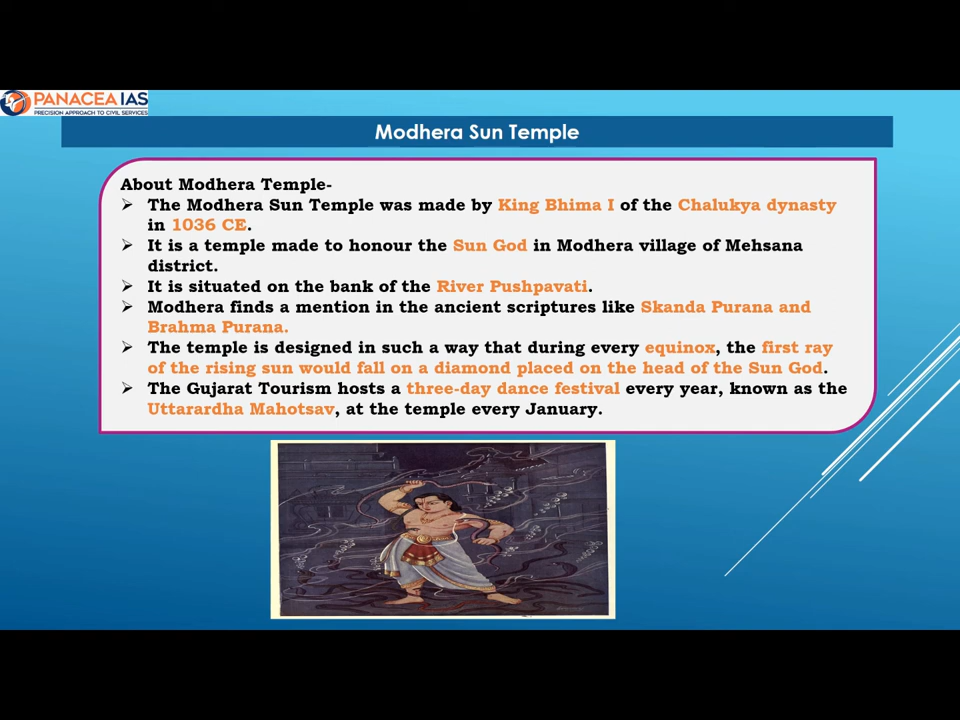 PANACEA IAS
PRECISION APPROACH TO CIVIL SERVICES
Modhera Sun Temple
About Modhera Temple-
➢ The Modhera Sun Temple was made by King Bhima I of the Chalukya dynasty
in 1036 CE.
➢ It is a temple made to honour the Sun God in Modhera village of Mehsana
district.
➢ It is situated on the bank of the River Pushpavati.
➢ Modhera finds a mention in the ancient scriptures like Skanda Purana and
Brahma Purana.
➢ The temple is designed in such a way that during every equinox, the first ray
of the rising sun would fall on a diamond placed on the head of the Sun God.
➢ The Gujarat Tourism hosts a three-day dance festival every year, known as the
Uttarardha Mahotsav, at the temple every January.